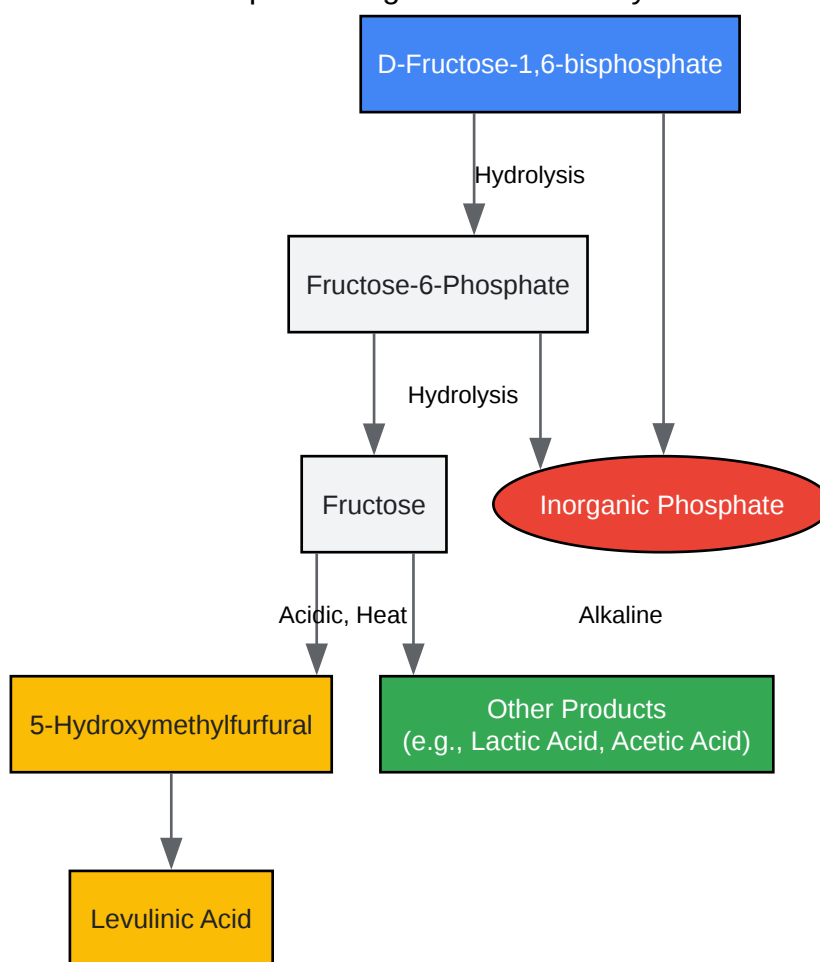 D-Fructose-1,6-bisphosphate
Hydrolysis
Fructose-6-Phosphate
Hydrolysis
Fructose
Inorganic Phosphate
Acidic, Heat
Alkaline
5-Hydroxymethylfurfural
Other Products
(e.g., Lactic Acid, Acetic Acid)
Levulinic Acid